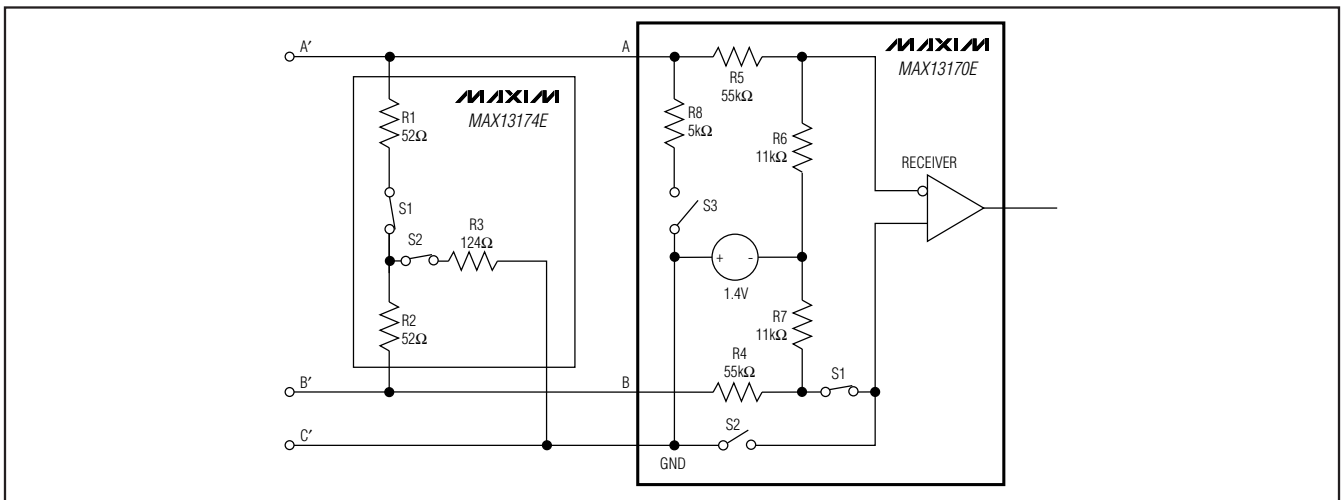 A′
A
MAXIM
MAX13170E
R5
55kΩ
MAXIM
MAX13174E
R1
52Ω
R8
5kΩ
R6
11kΩ
RECEIVER
S1
S3
R3
124Ω
S2
+
-
1.4V
R2
52Ω
R7
11kΩ
R4
55kΩ
S1
B′
B
S2
C′
GND